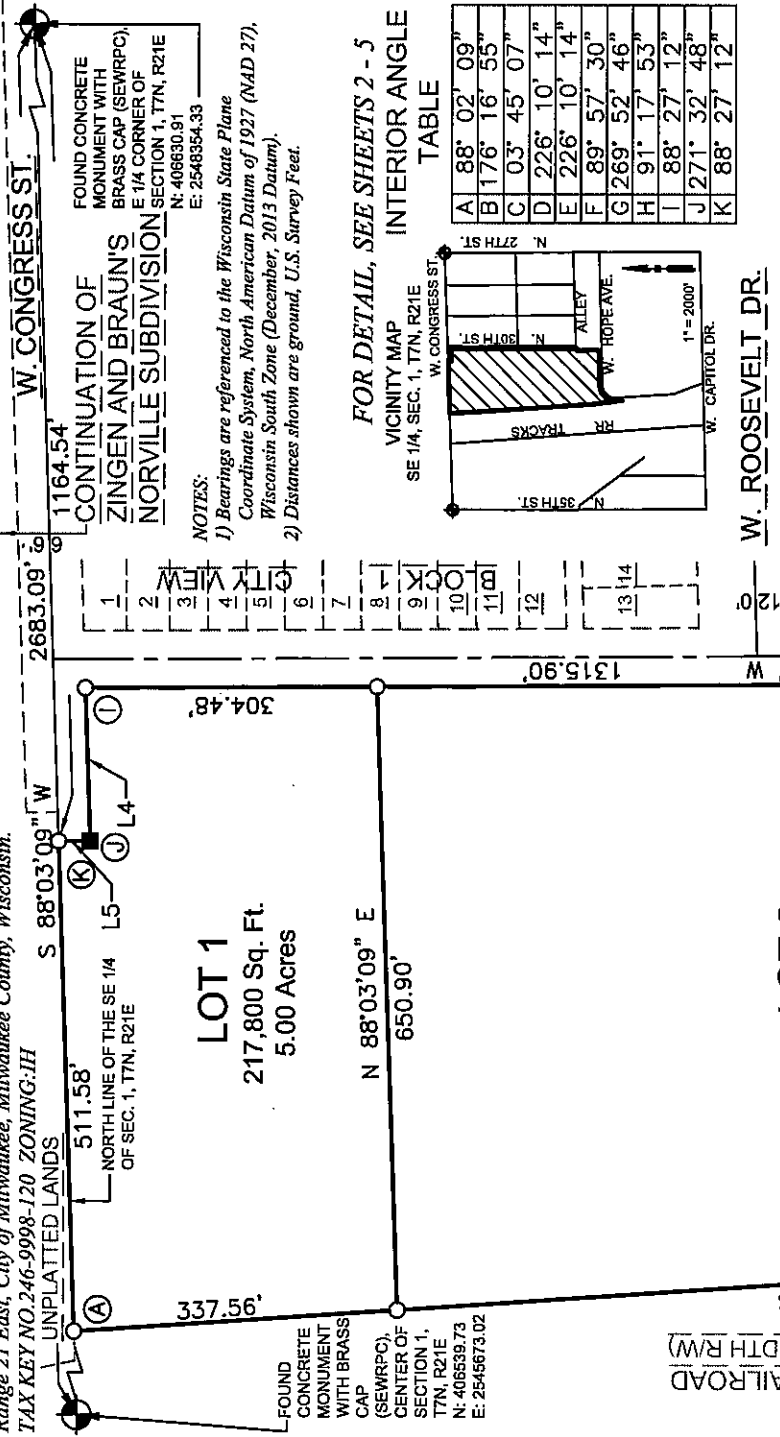 Range 21 East, City of Milwaukee, Milwaukee County, Wisconsin.
TAX KEY NO.246-9998-120 ZONING:IH
UNPLATTED LANDS
S 88°03'09" W
2683.09'
511.58'
NORTH LINE OF THE SE 1/4
OF SEC. 1, T7N, R21E
L5
L4
A
K
J
I
337.56'
304.48'
LOT 1
217,800 Sq. Ft.
5.00 Acres
N 88°03'09" E
650.90'
FOUND
CONCRETE
MONUMENT
WITH BRASS
CAP
(SEWRPC),
CENTER OF
SECTION 1,
T7N, R21E
N: 406539.73
E: 2545673.02
1164.54'
66'
W. CONGRESS ST.
FOUND CONCRETE
MONUMENT WITH
BRASS CAP (SEWRPC),
E 1/4 CORNER OF
SECTION 1, T7N, R21E
N: 406630.91
E: 2548354.33
CONTINUATION OF
ZINGEN AND BRAUN'S
NORVILLE SUBDIVISION
NOTES:
1) Bearings are referenced to the Wisconsin State Plane
Coordinate System, North American Datum of 1927 (NAD 27),
Wisconsin South Zone (December, 2013 Datum).
2) Distances shown are ground, U.S. Survey Feet.
CITY VIEW
BLOCK 1
1
2
3
4
5
6
7
8
9
10
11
12
13
14
1315.90'
W
120'
W. ROOSEVELT DR.
FOR DETAIL, SEE SHEETS 2 - 5
VICINITY MAP
SE 1/4, SEC. 1, T7N, R21E
W. CONGRESS ST.
N. 27TH ST.
N. 30TH ST.
ALLEY
W. HOPE AVE.
RR TRACKS
N. 35TH ST.
1"= 2000'
W. CAPITOL DR.
INTERIOR ANGLE
TABLE
A 88° 02' 09"
B 176° 16' 55"
C 03° 45' 07"
D 226° 10' 14"
E 226° 10' 14"
F 89° 57' 30"
G 269° 52' 46"
H 91° 17' 53"
I 88° 27' 12"
J 271° 32' 48"
K 88° 27' 12"